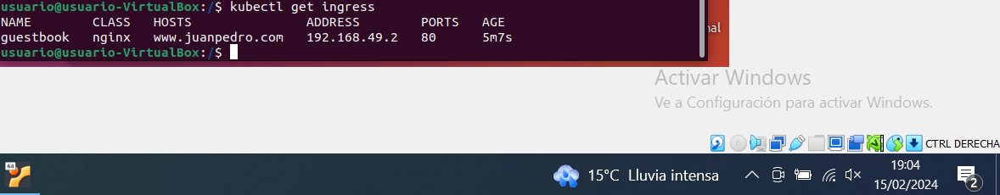 usuario@usuario-VirtualBox:/$ kubectl get ingress
NAME CLASS HOSTS ADDRESS PORTS AGE
guestbook nginx www.juanpedro.com 192.168.49.2 80 5m7s
usuario@usuario-VirtualBox:/$
Activar Windows
Ve a Configuración para activar Windows.
CTRL DERECHA
64
15°C Lluvia intensa
19:04
15/02/2024
2